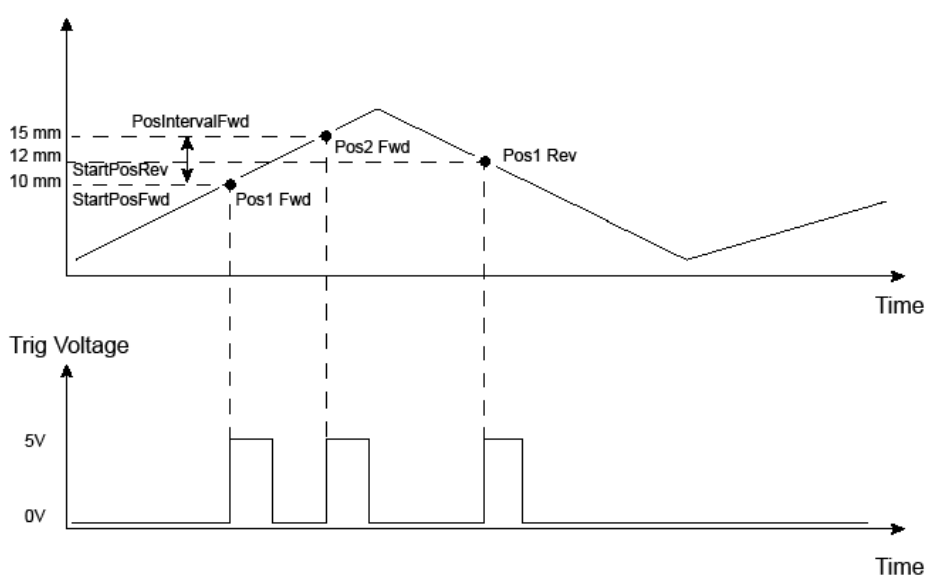 PosIntervalFwd
15 mm
Pos2 Fwd
12 mm
Pos1 Rev
StartPosRev
10 mm
StartPosFwd
Pos1 Fwd
Time
Trig Voltage
5V
0V
Time